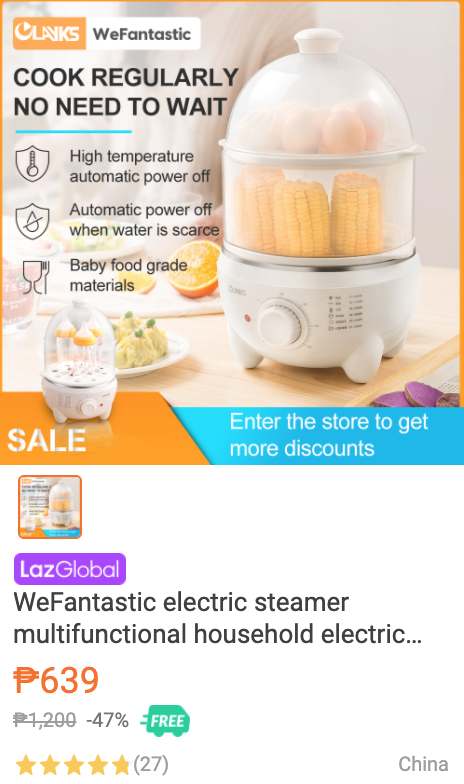 CLANKS WeFantastic
COOK REGULARLY
NO NEED TO WAIT
High temperature
automatic power off
Automatic power off
when water is scarce
Baby food grade
materials
SALE
Enter the store to get
more discounts
LazGlobal
WeFantastic electric steamer
multifunctional household electric...
₱639
₱1,200 -47% FREE
(27) China